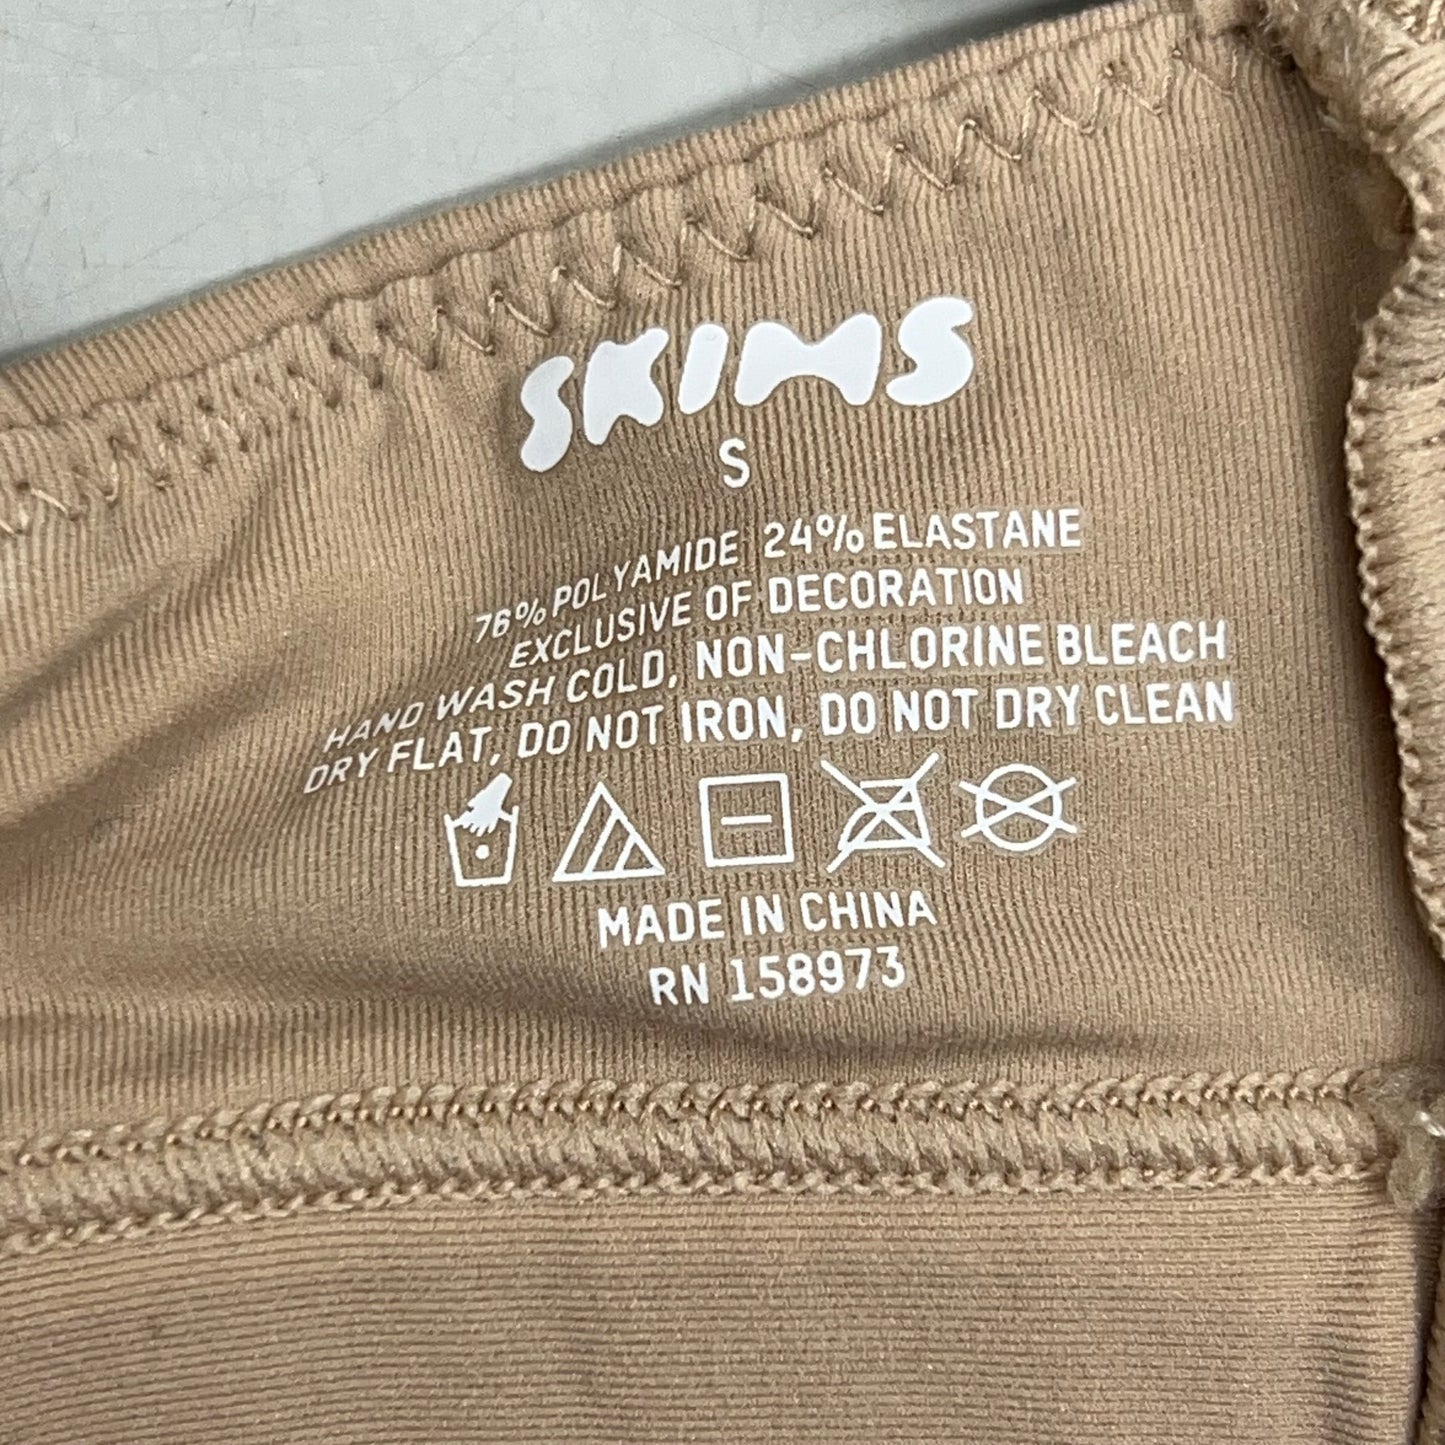 SKIMS
S
76% POLYAMIDE 24% ELASTANE
EXCLUSIVE OF DECORATION
HAND WASH COLD, NON-CHLORINE BLEACH
DRY FLAT, DO NOT IRON, DO NOT DRY CLEAN
MADE IN CHINA
RN 158973